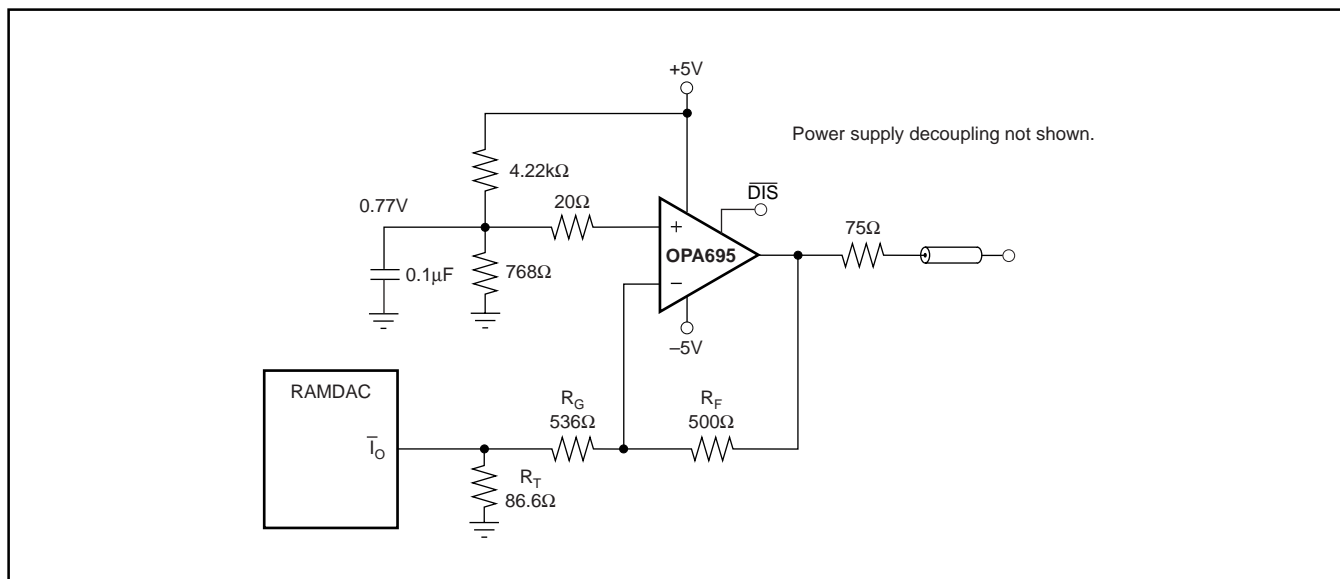 +5V
Power supply decoupling not shown.
4.22kΩ
DIS
0.77V
20Ω
75Ω
+
OPA695
0.1μF
768Ω
−
–5V
RAMDAC
R_G
536Ω
R_F
500Ω
I_O
R_T
86.6Ω